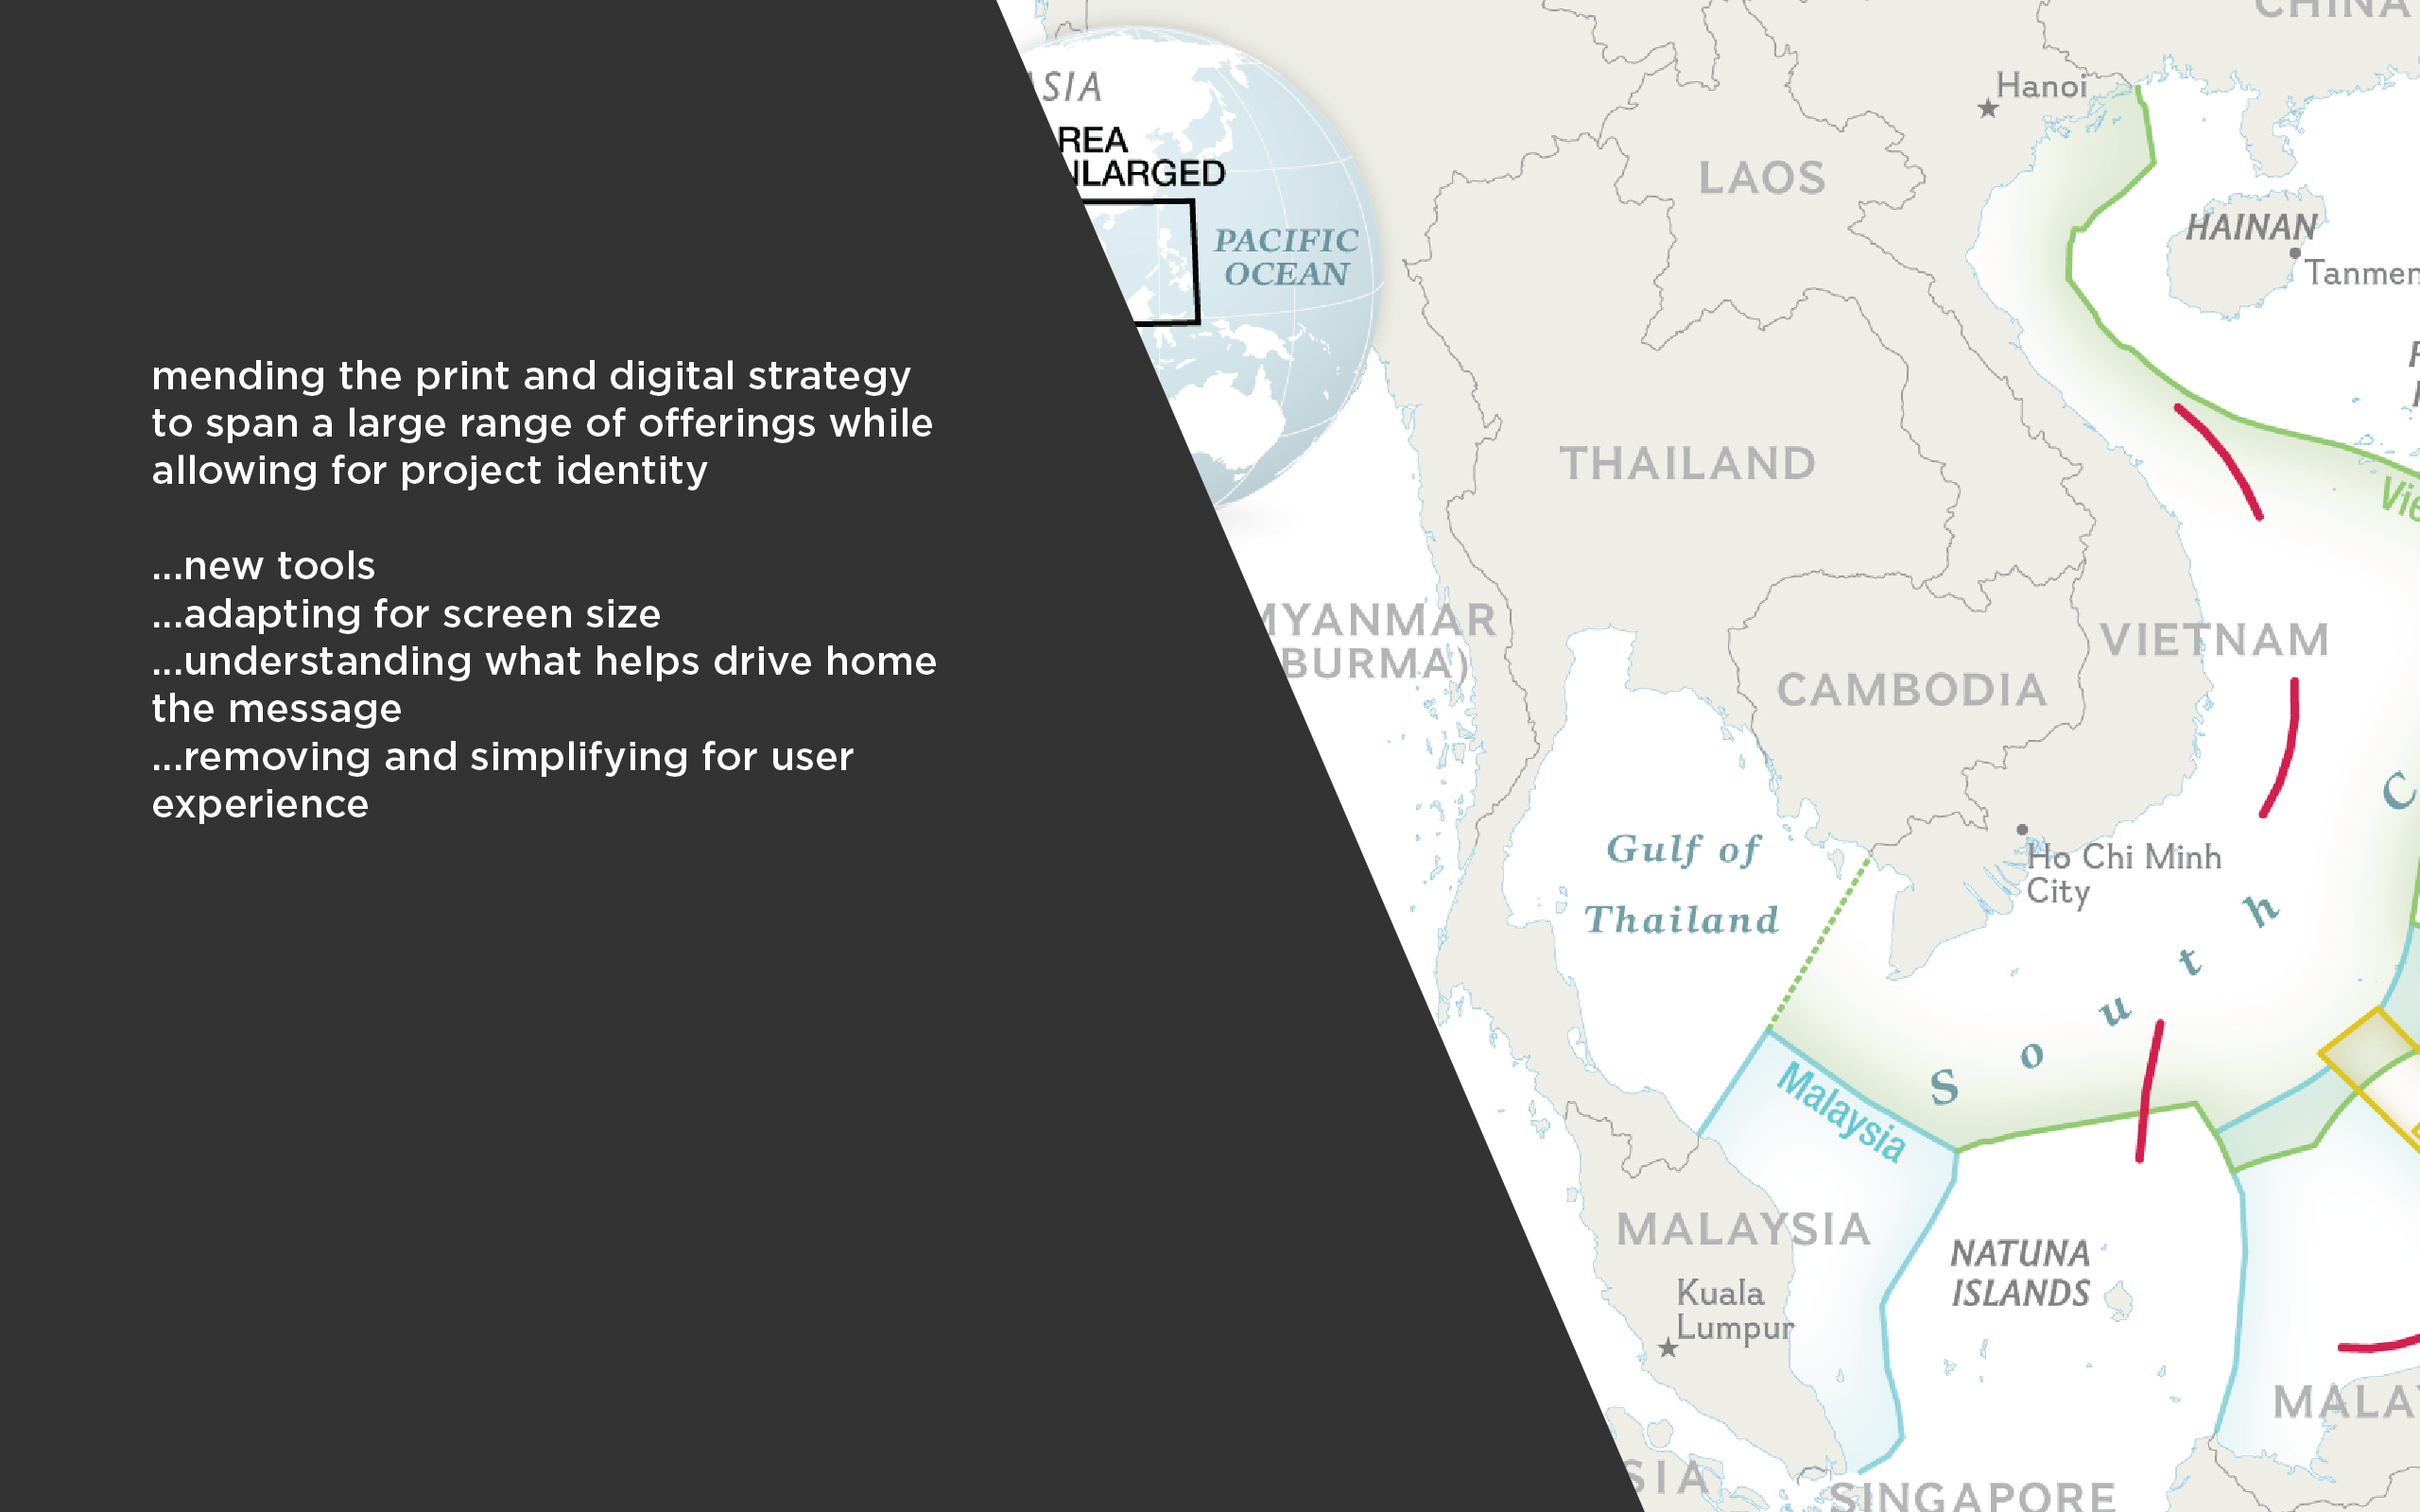 mending the print and digital strategy
to span a large range of offerings while
allowing for project identity
...new tools
...adapting for screen size
...understanding what helps drive home
the message
...removing and simplifying for user
experience
SIA
REA
NLARGED
PACIFIC
OCEAN
CHINA
Hanoi
LAOS
HAINAN
Tanmen
THAILAND
Vie
MYANMAR
BURMA)
VIETNAM
CAMBODIA
C
Gulf of
Thailand
Ho Chi Minh
City
South
Malaysia
MALAYSIA
NATUNA
ISLANDS
Kuala
Lumpur
MALAY
SIA
SINGAPORE